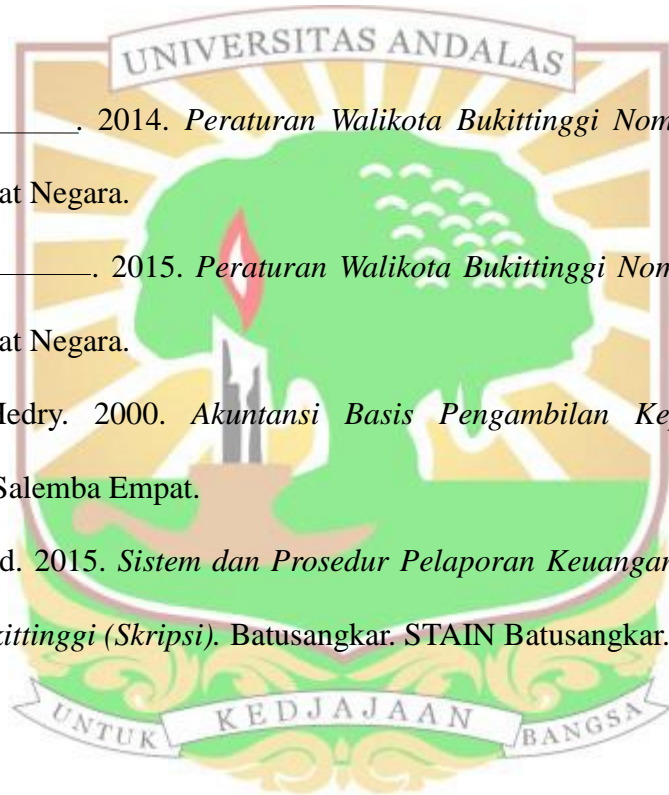 UNIVERSITAS ANDALAS
. 2014. Peraturan Walikota Bukittinggi Nom
at Negara.
. 2015. Peraturan Walikota Bukittinggi Nom
at Negara.
Hedry. 2000. Akuntansi Basis Pengambilan Ke
Salemba Empat.
d. 2015. Sistem dan Prosedur Pelaporan Keuangan
kittinggi (Skripsi). Batusangkar. STAIN Batusangkar.
UNTUK KEDJAJAAN BANGSA